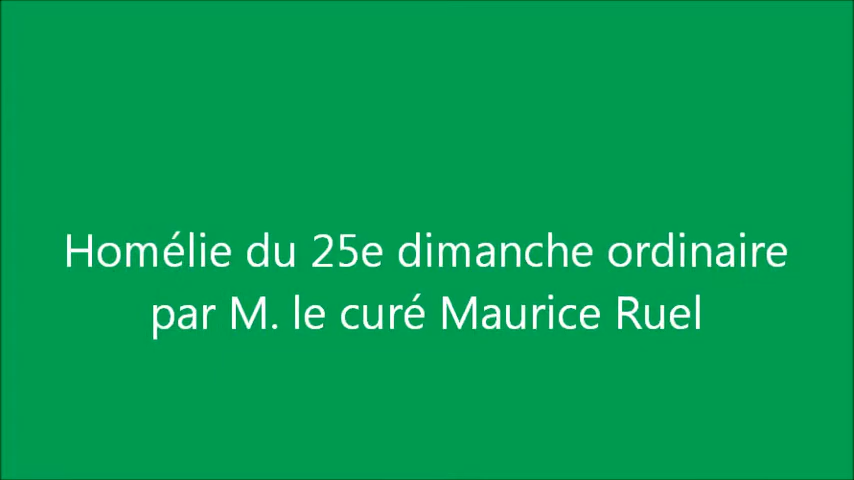 Homélie du 25e dimanche ordinaire
par M. le curé Maurice Ruel